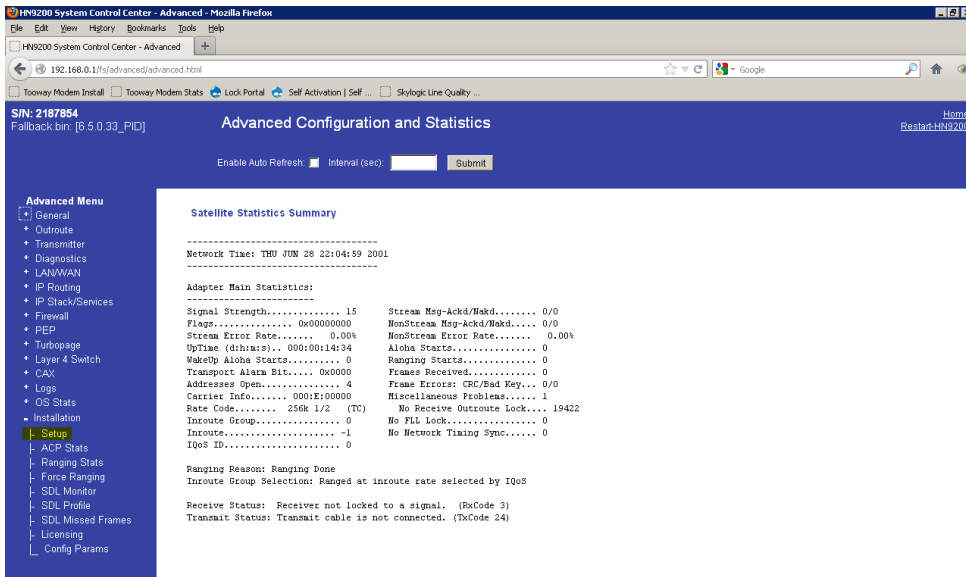 HN9200 System Control Center - Advanced - Mozilla Firefox
File Edit View History Bookmarks Tools Help
HN9200 System Control Center - Advanced +
192.168.0.1/fs/advanced/advanced.html Google
Tooway Modem Install Tooway Modem Stats Lock Portal Self Activation | Self ... Skylogic Line Quality ...
S/N: 2187854
Fallback.bin: [6.5.0.33_PID]
Advanced Configuration and Statistics
Home
Restart-HN9200
Enable Auto Refresh: Interval (sec): Submit
Advanced Menu
+ General
+ Outroute
+ Transmitter
+ Diagnostics
+ LAN/WAN
+ IP Routing
+ IP Stack/Services
+ Firewall
+ PEP
+ Turbopage
+ Layer 4 Switch
+ CAX
+ Logs
+ OS Stats
- Installation
|- Setup
|- ACP Stats
|- Ranging Stats
|- Force Ranging
|- SDL Monitor
|- SDL Profile
|- SDL Missed Frames
|- Licensing
|_ Config Params
Satellite Statistics Summary
------------------------------------
Network Time: THU JUN 28 22:04:59 2001
------------------------------------
Adapter Main Statistics:
------------------------
Signal Strength.............. 15 Stream Msg-Ackd/Nakd........ 0/0
Flags............... 0x00000000 NonStream Msg-Ackd/Nakd..... 0/0
Stream Error Rate....... 0.00% NonStream Error Rate....... 0.00%
UpTime (d:h:m:s).. 000:00:14:34 Aloha Starts................ 0
WakeUp Aloha Starts.......... 0 Ranging Starts.............. 0
Transport Alarm Bit..... 0x0000 Frames Received............. 0
Addresses Open............... 4 Frame Errors: CRC/Bad Key... 0/0
Carrier Info....... 000:E:00000 Miscellaneous Problems...... 1
Rate Code........ 256k 1/2 (TC) No Receive Outroute Lock.... 19422
Inroute Group................ 0 No FLL Lock................. 0
Inroute..................... -1 No Network Timing Sync...... 0
IQoS ID...................... 0
Ranging Reason: Ranging Done
Inroute Group Selection: Ranged at inroute rate selected by IQoS
Receive Status: Receiver not locked to a signal. (RxCode 3)
Transmit Status: Transmit cable is not connected. (TxCode 24)